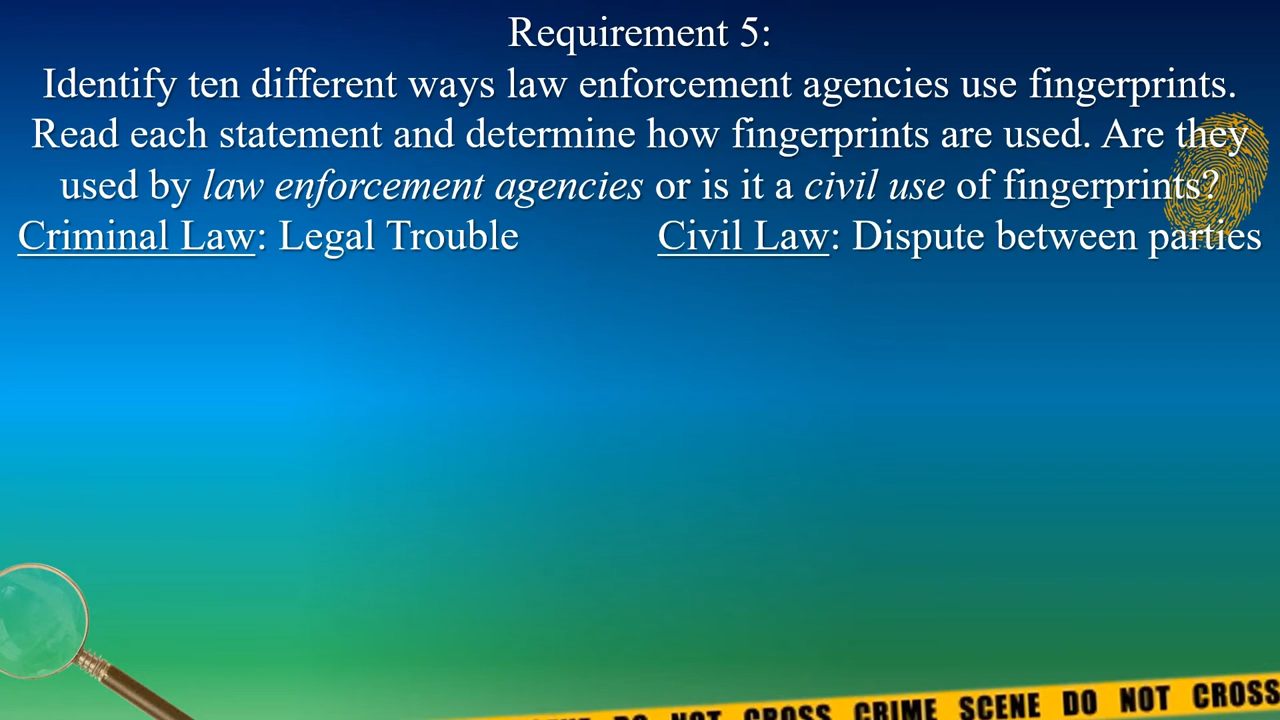 Requirement 5:
Identify ten different ways law enforcement agencies use fingerprints.
Read each statement and determine how fingerprints are used. Are they
used by law enforcement agencies or is it a civil use of fingerprints?
Criminal Law: Legal Trouble Civil Law: Dispute between parties
DO NOT CROSS CRIME SCENE DO NOT CROSS